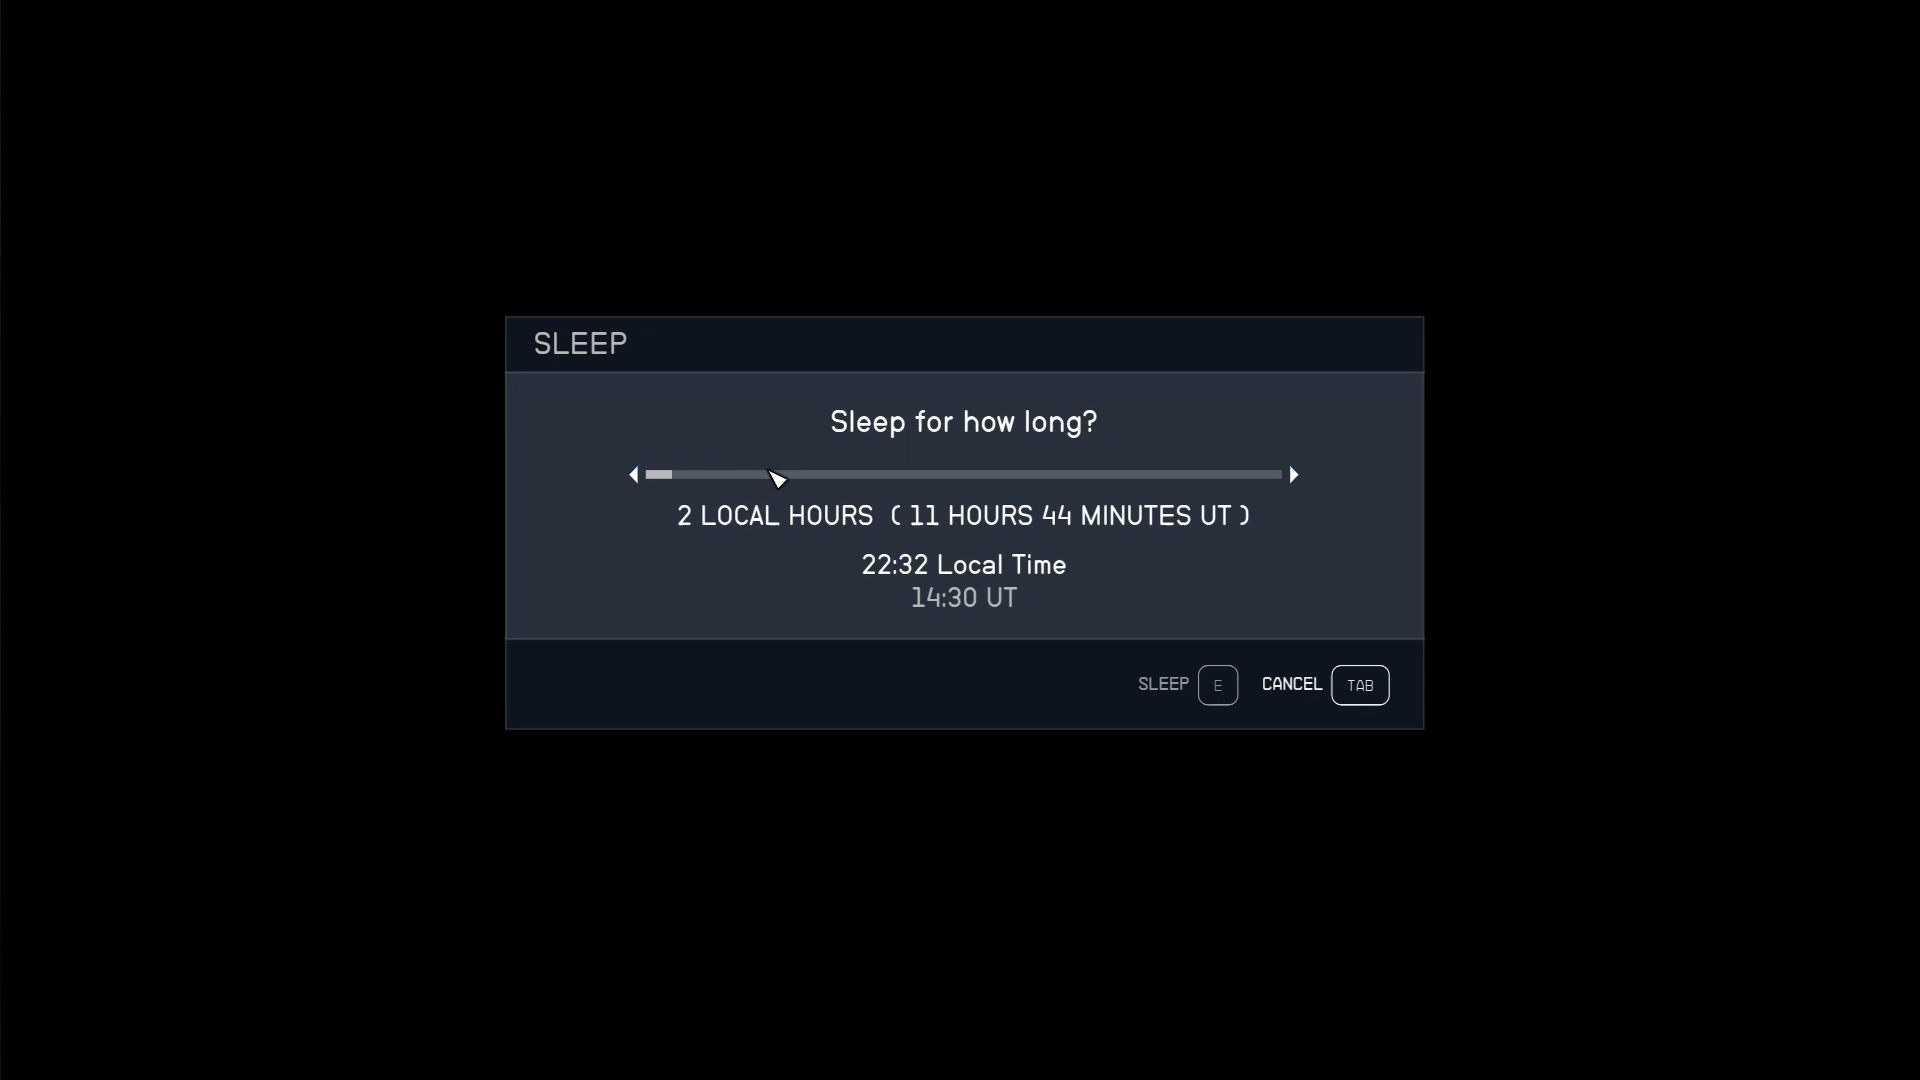 SLEEP
Sleep for how long?
2 LOCAL HOURS ( 11 HOURS 44 MINUTES UT )
22:32 Local Time
14:30 UT
SLEEP E CANCEL TAB